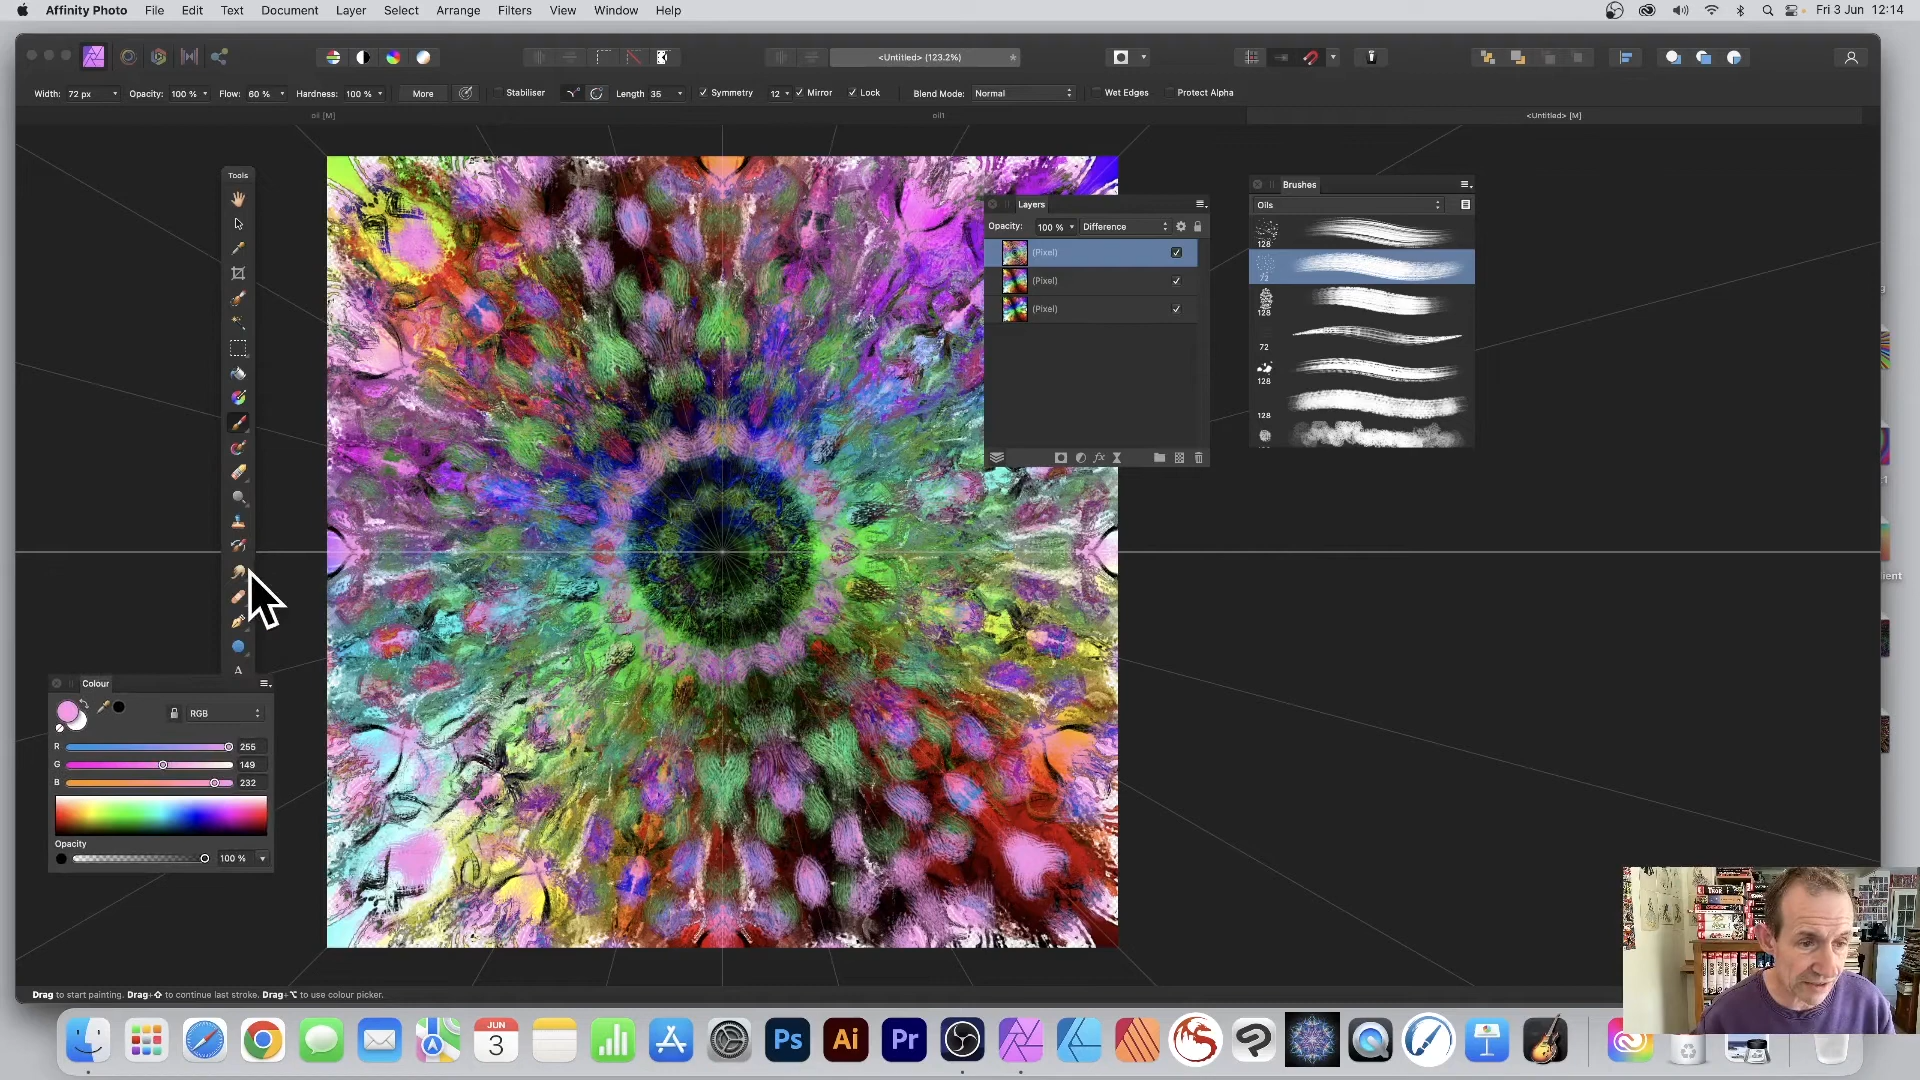 Affinity Photo File Edit Text Document Layer Select Arrange Filters View Window Help Fri 3 Jun 12:14
<Untitled> (123.2%)
Width: 72 px Opacity: 100 % Flow: 60 % Hardness: 100 % More Stabiliser Length 35 Symmetry 12 Mirror Lock Blend Mode: Normal Wet Edges Protect Alpha
oil [M] oil1 <Untitled> [M]
Tools
Layers
Opacity: 100 % Difference
(Pixel)
(Pixel)
(Pixel)
Brushes
Oils
128
72
128
72
128
128
A
Colour
RGB
R 255
G 149
B 232
Opacity
100 %
ient
Drag to start painting. Drag+⇧ to continue last stroke. Drag+⌥ to use colour picker.
JUN
3
Ps
Ai
Pr